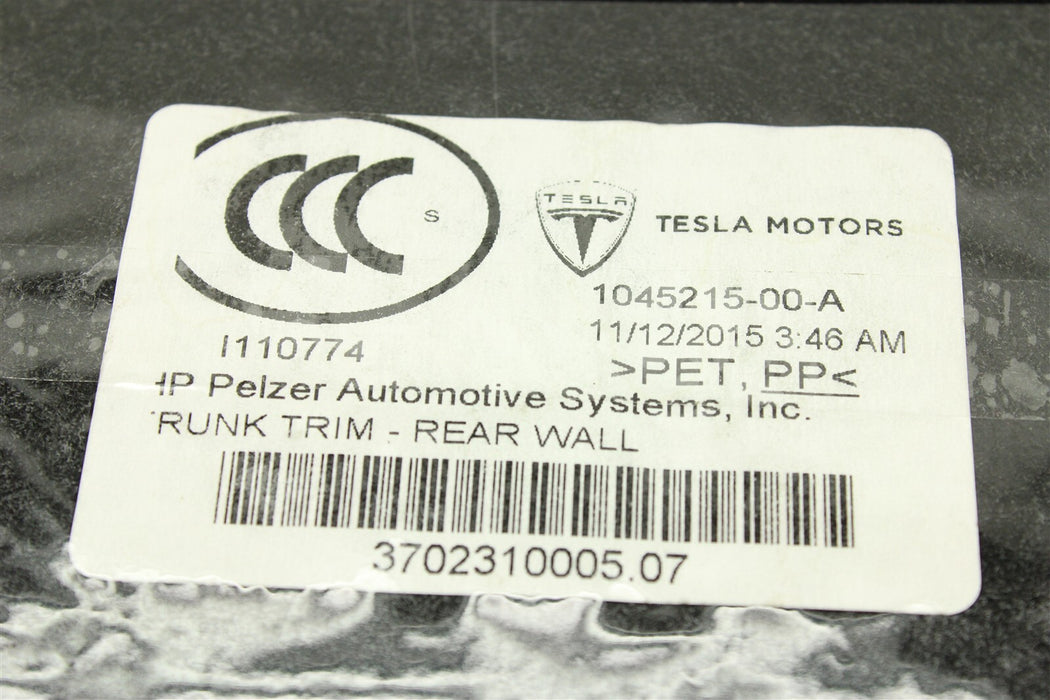 CCC S
TESLA
TESLA MOTORS
1045215-00-A
11/12/2015 3:46 AM
>PET, PP<
I110774
HP Pelzer Automotive Systems, Inc.
TRUNK TRIM - REAR WALL
3702310005.07